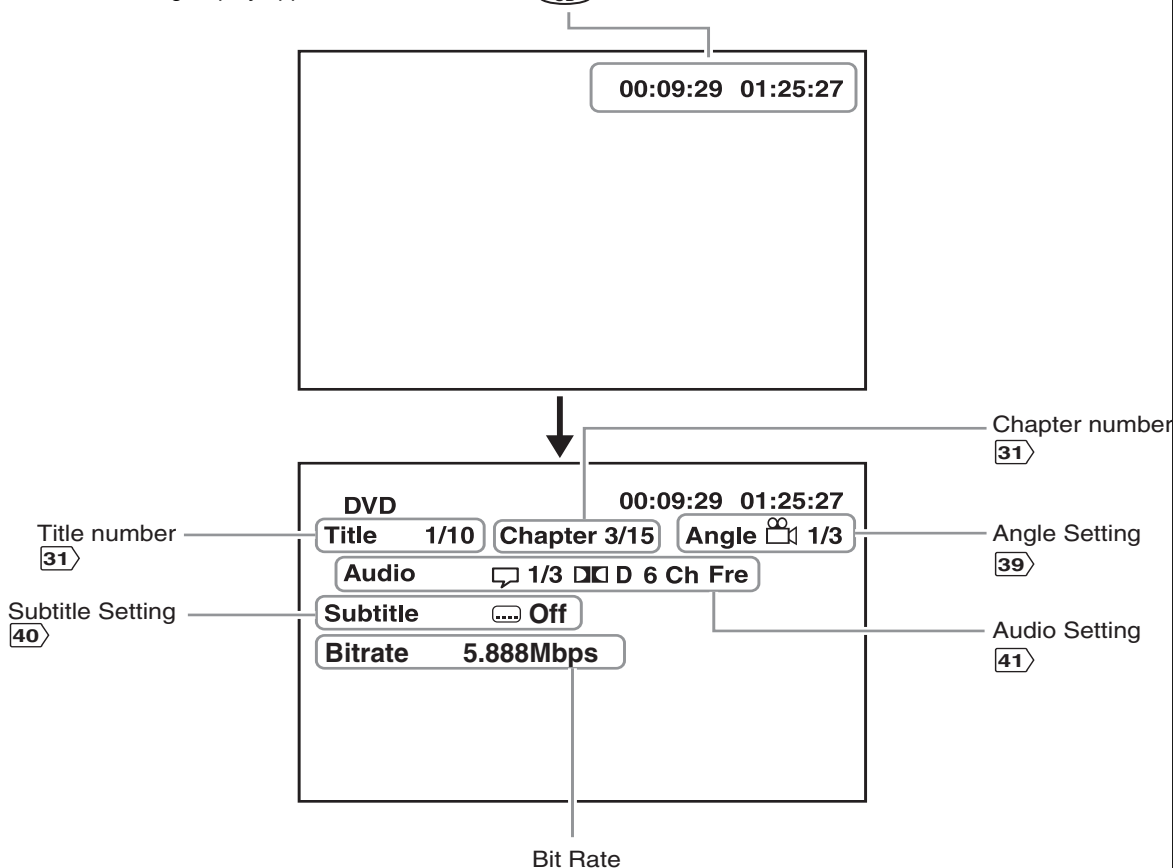 00:09:29 01:25:27
Chapter number
31
DVD 00:09:29 01:25:27
Title number
31
Title 1/10 Chapter 3/15 Angle 1/3
Angle Setting
39
Audio 1/3 D 6 Ch Fre
Subtitle Setting
40
Subtitle Off
Audio Setting
41
Bitrate 5.888Mbps
Bit Rate